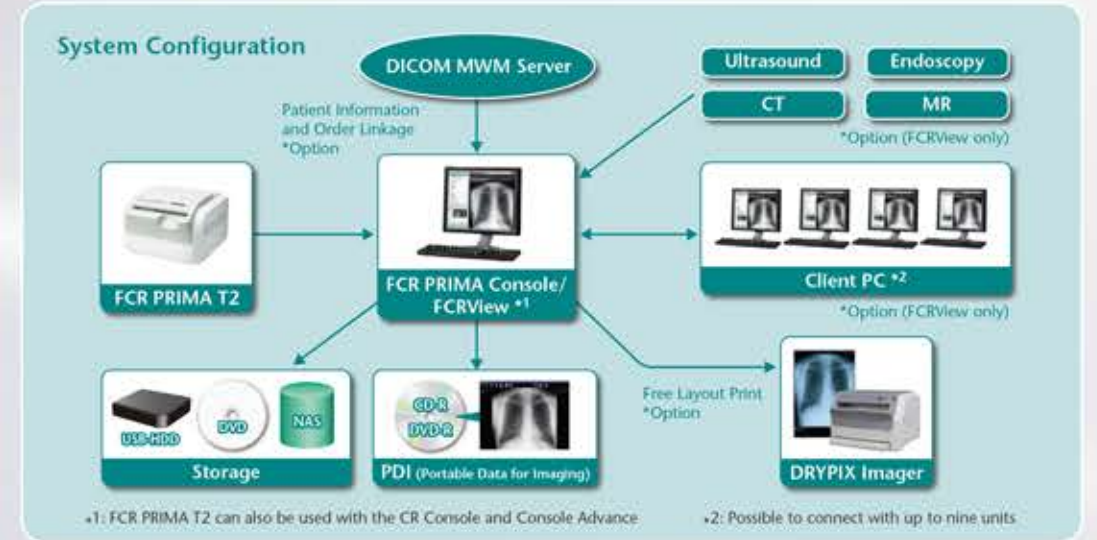 System Configuration
DICOM MWM Server
Ultrasound
Endoscopy
CT
MR
*Option (FCRView only)
Patient Information
and Order Linkage
*Option
FCR PRIMA T2
FCR PRIMA Console/
FCRView *1
Client PC *2
*Option (FCRView only)
USB-HDD
DVD
NAS
Storage
CD-R
DVD-R
PDI (Portable Data for Imaging)
Free Layout Print
*Option
DRYPIX Imager
*1: FCR PRIMA T2 can also be used with the CR Console and Console Advance
*2: Possible to connect with up to nine units